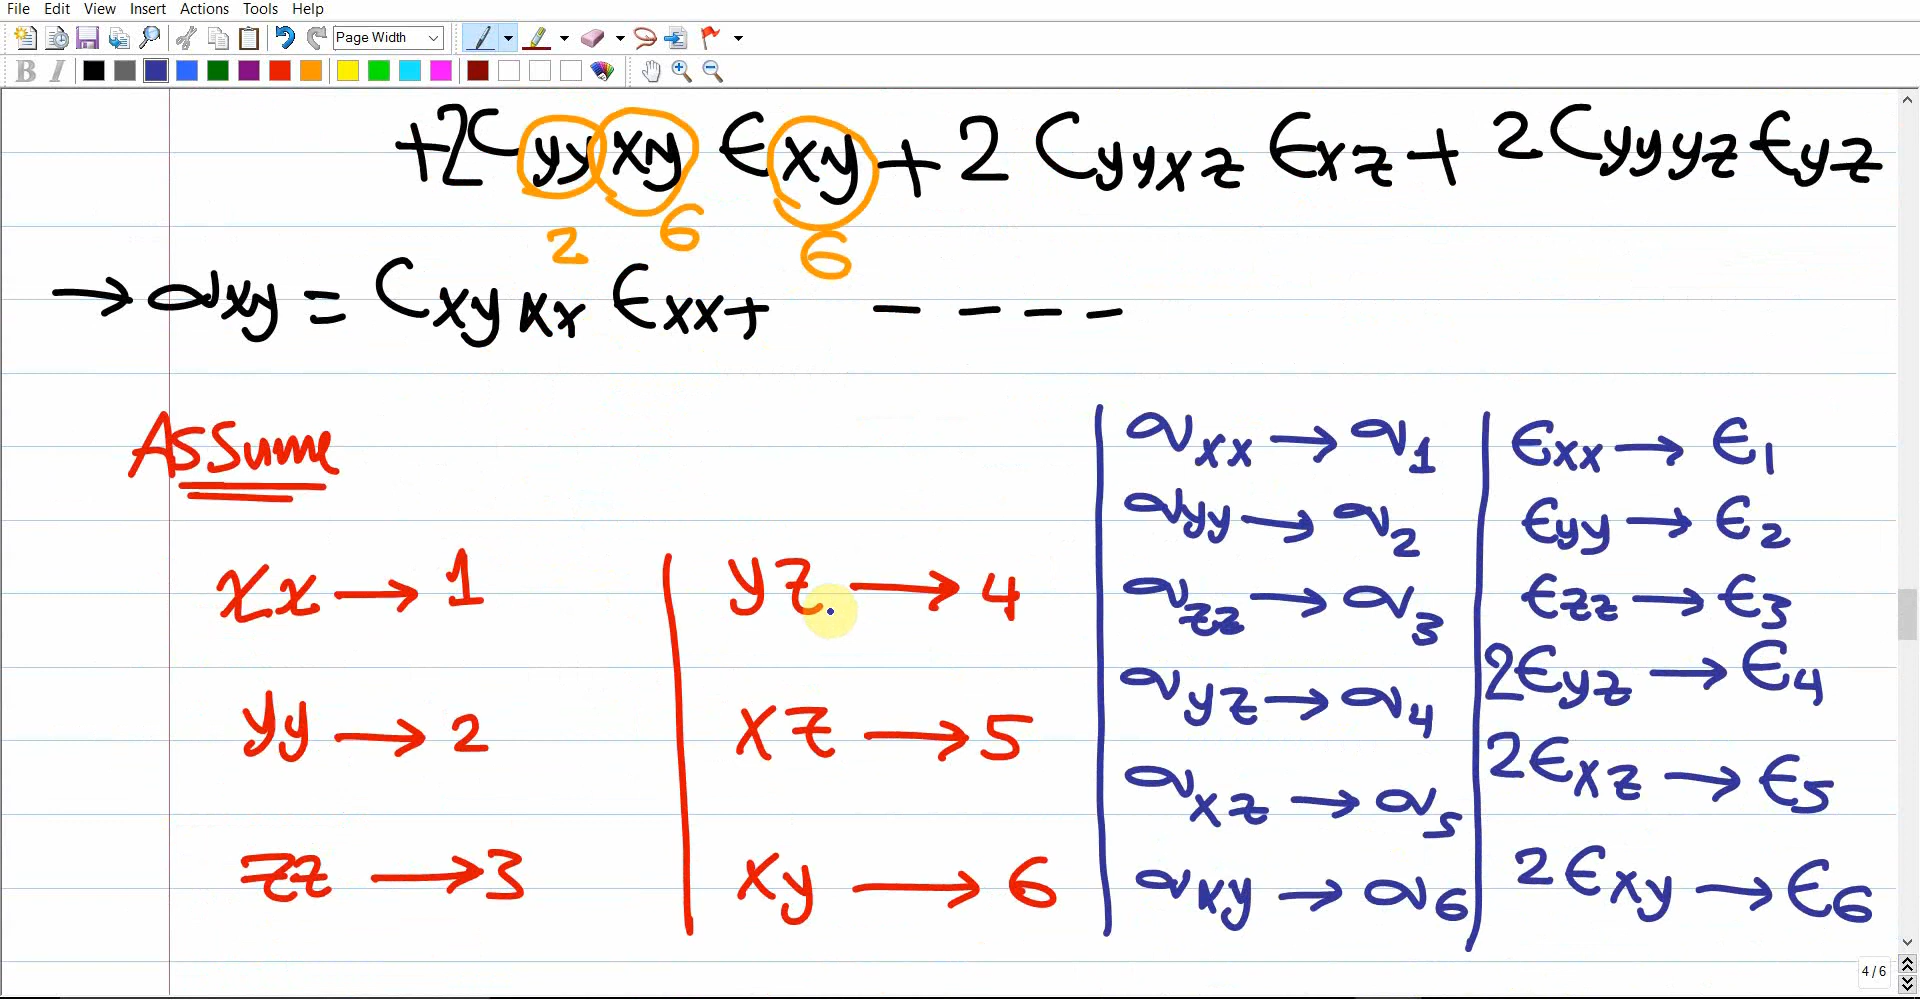 File Edit View Insert Actions Tools Help
Page Width
B I
+2Cyyxy ϵxy + 2 Cyyxz ϵxz + 2Cyyyz ϵyz
2 6 6
→ σxy = Cxyxx ϵxx + - - - -
Assume
xx → 1
yy → 2
zz → 3
yz → 4
xz → 5
xy → 6
σxx → σ1
σyy → σ2
σzz → σ3
σyz → σ4
σxz → σ5
σxy → σ6
ϵxx → ϵ1
ϵyy → ϵ2
ϵzz → ϵ3
2ϵyz → ϵ4
2ϵxz → ϵ5
2ϵxy → ϵ6
4 / 6